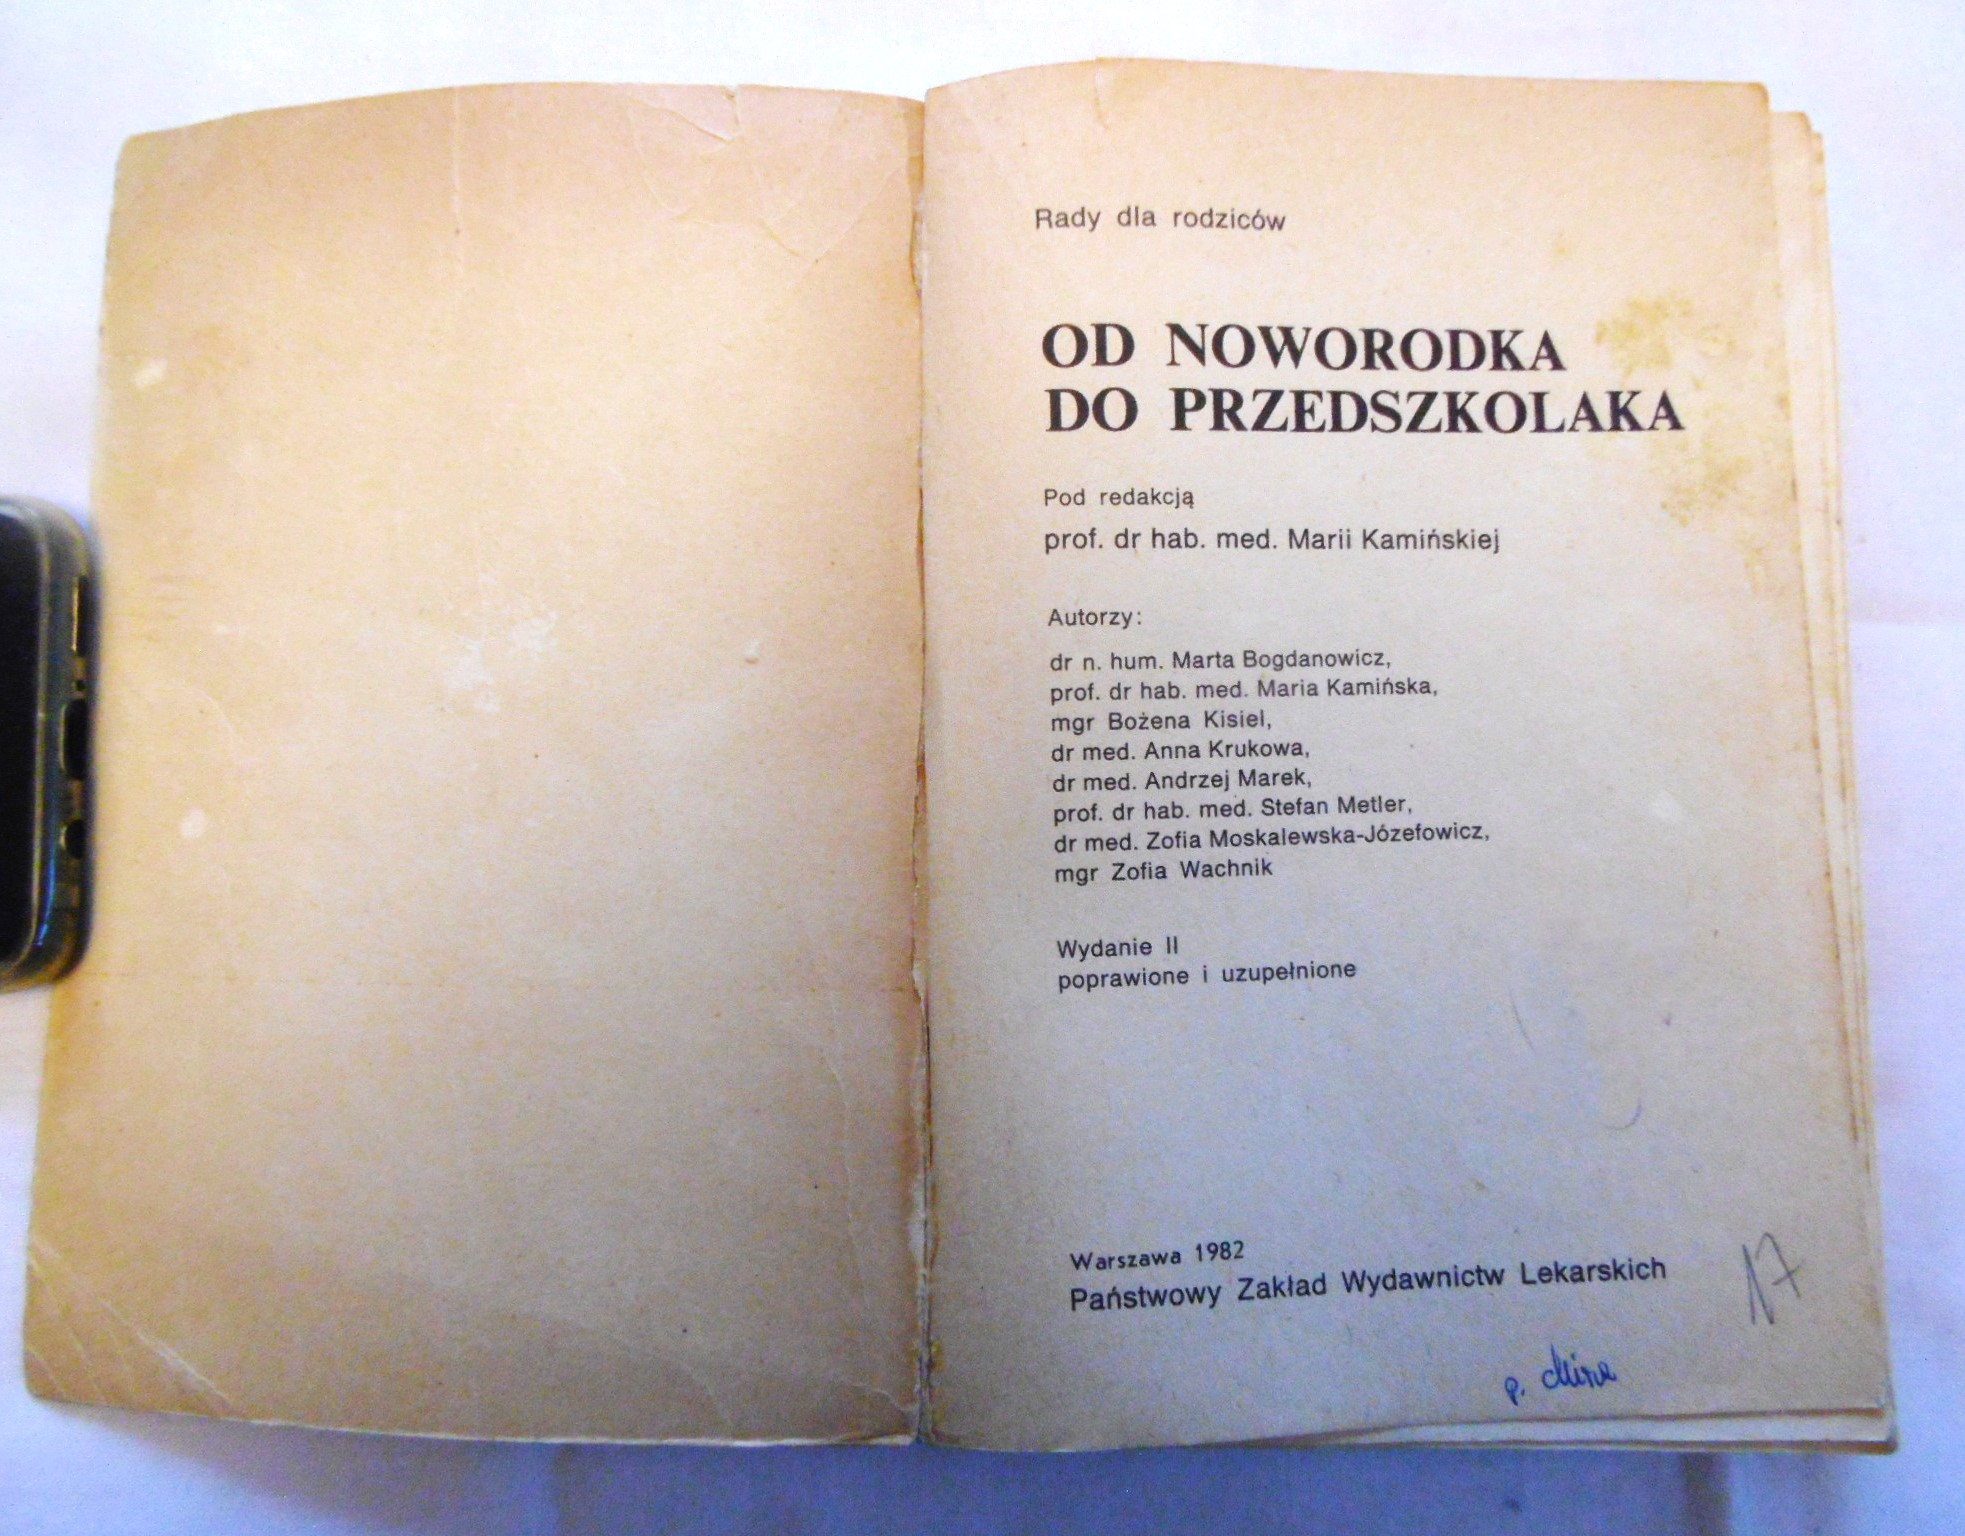 Rady dla rodziców
OD NOWORODKA
DO PRZEDSZKOLAKA
Pod redakcją
prof. dr hab. med. Marii Kamińskiej
Autorzy:
dr n. hum. Marta Bogdanowicz,
prof. dr hab. med. Maria Kamińska,
mgr Bożena Kisiel,
dr med. Anna Krukowa,
dr med. Andrzej Marek,
prof. dr hab. med. Stefan Metler,
dr med. Zofia Moskalewska-Józefowicz,
mgr Zofia Wachnik
Wydanie II
poprawione i uzupełnione
Warszawa 1982
Państwowy Zakład Wydawnictw Lekarskich
17
p.